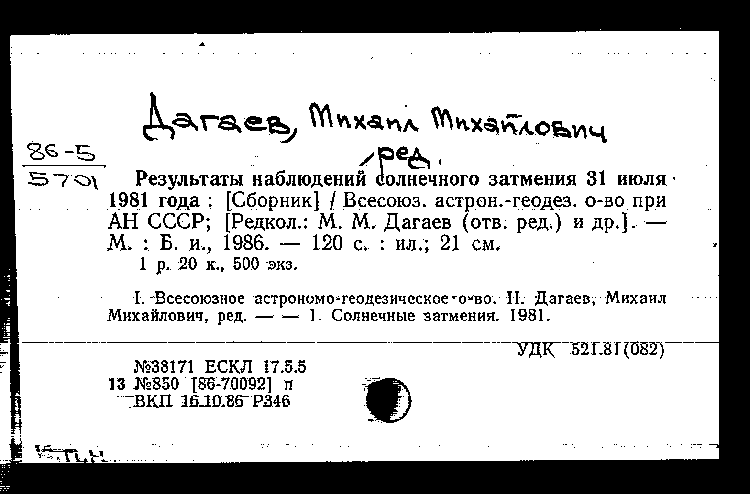 Дагаев, Михаил Михайлович
ред.
86-5
5701
Результаты наблюдений солнечного затмения 31 июля
1981 года : [Сборник] / Всесоюз. астрон.-геодез. о-во при
АН СССР; [Редкол.: М. М. Дагаев (отв. ред.) и др.]. —
М. : Б. и., 1986. — 120 с. : ил.; 21 см.
1 р. 20 к., 500 экз.
I. Всесоюзное астрономо-геодезическое о-во. II. Дагаев, Михаил
Михайлович, ред. — — 1. Солнечные затмения. 1981.
УДК 521.81(082)
№38171 ЕСКЛ 17.5.5
13 №850 [86-70092] п
ВКП 16.10.86 Р346